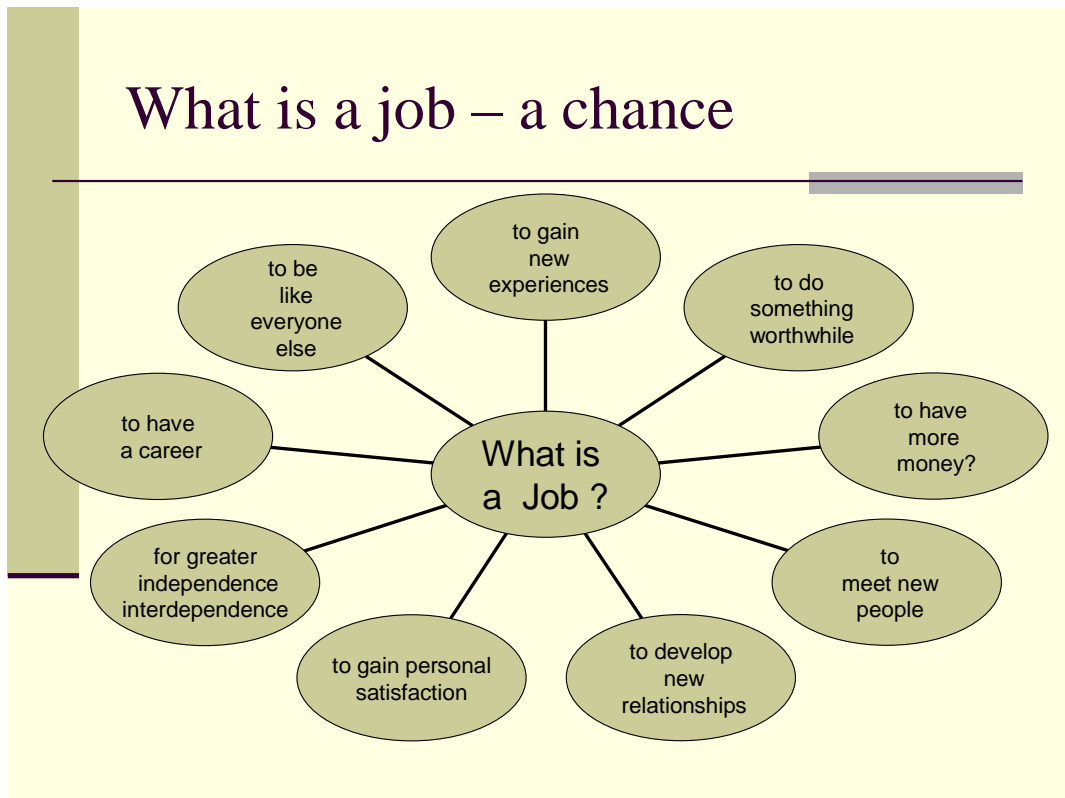 What is a job – a chance
to gain
new
experiences
to be
like
everyone
else
to do
something
worthwhile
to have
a career
to have
more
money?
What is
a Job ?
for greater
independence
interdependence
to
meet new
people
to gain personal
satisfaction
to develop
new
relationships